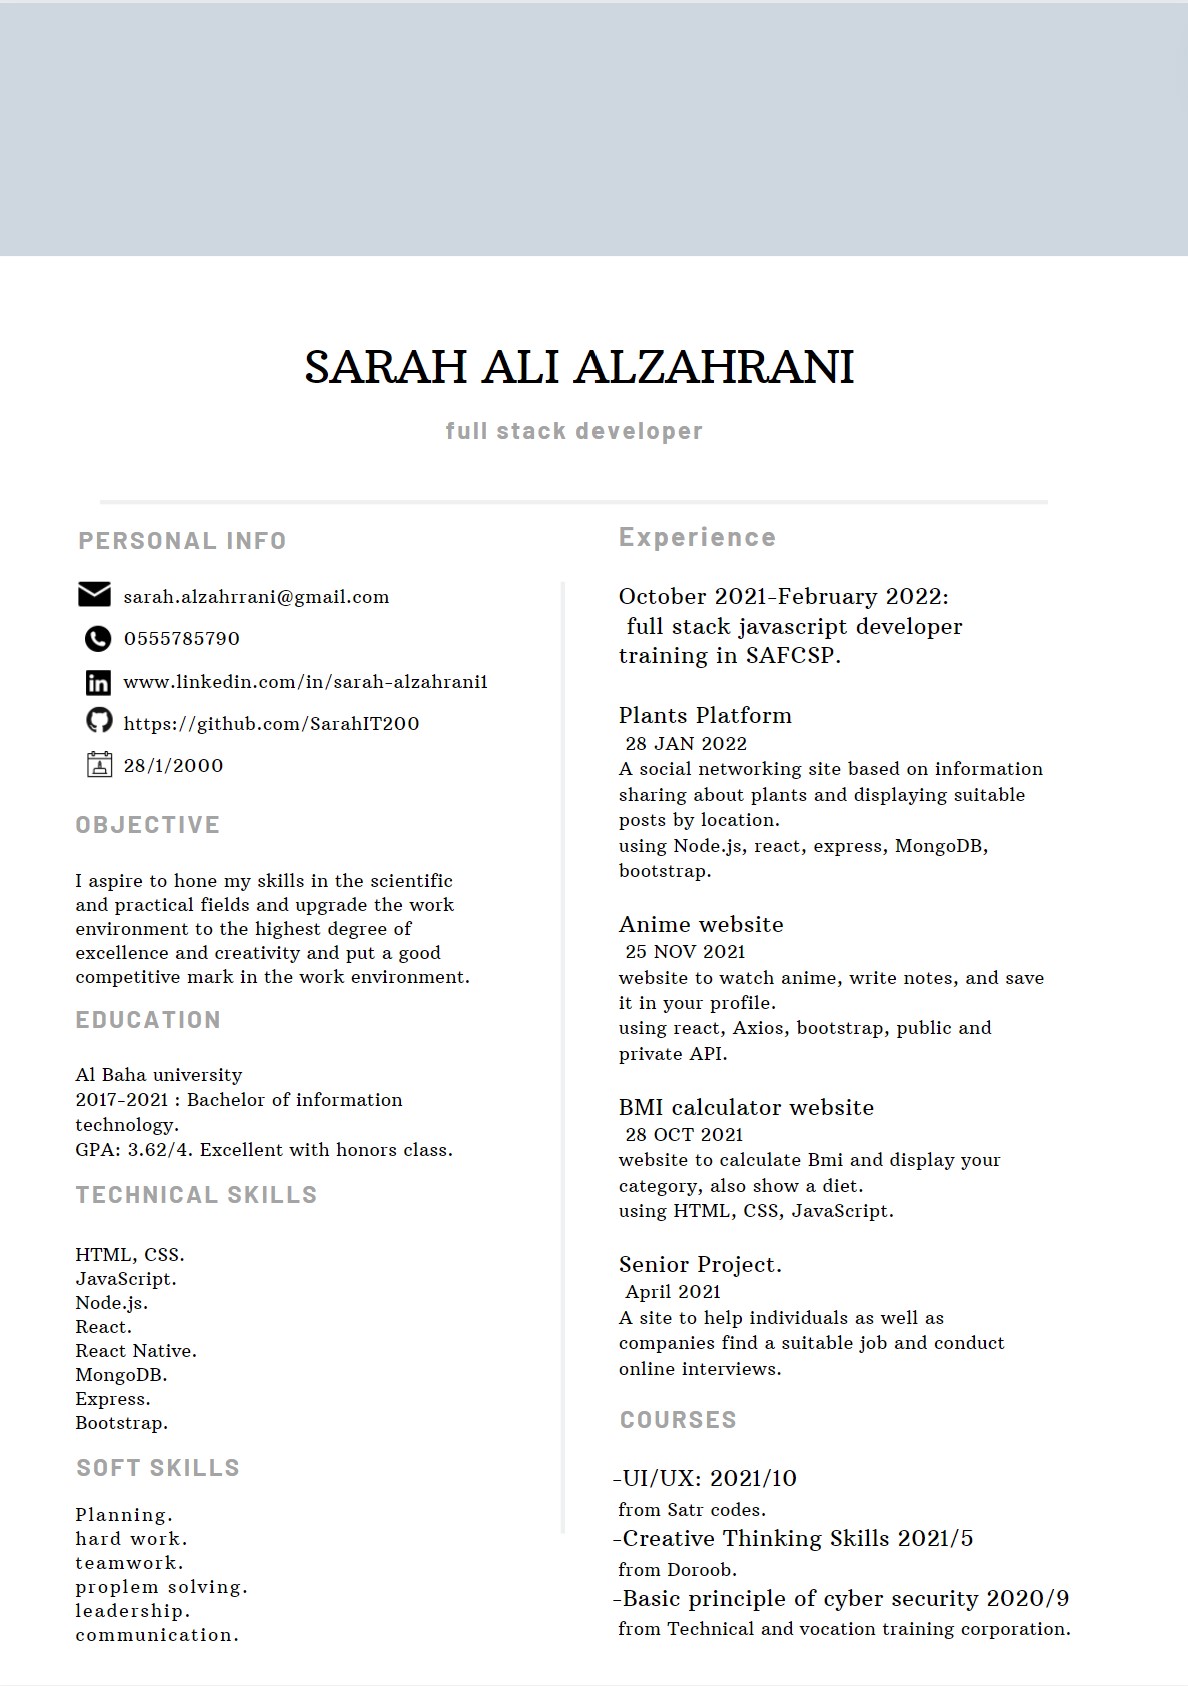 SARAH ALI ALZAHRANI
full stack developer
PERSONAL INFO
sarah.alzahrrani@gmail.com
0555785790
www.linkedin.com/in/sarah-alzahrani1
https://github.com/SarahIT200
28/1/2000
OBJECTIVE
I aspire to hone my skills in the scientific
and practical fields and upgrade the work
environment to the highest degree of
excellence and creativity and put a good
competitive mark in the work environment.
EDUCATION
Al Baha university
2017-2021 : Bachelor of information
technology.
GPA: 3.62/4. Excellent with honors class.
TECHNICAL SKILLS
HTML, CSS.
JavaScript.
Node.js.
React.
React Native.
MongoDB.
Express.
Bootstrap.
SOFT SKILLS
Planning.
hard work.
teamwork.
proplem solving.
leadership.
communication.
Experience
October 2021-February 2022:
full stack javascript developer
training in SAFCSP.
Plants Platform
28 JAN 2022
A social networking site based on information
sharing about plants and displaying suitable
posts by location.
using Node.js, react, express, MongoDB,
bootstrap.
Anime website
25 NOV 2021
website to watch anime, write notes, and save
it in your profile.
using react, Axios, bootstrap, public and
private API.
BMI calculator website
28 OCT 2021
website to calculate Bmi and display your
category, also show a diet.
using HTML, CSS, JavaScript.
Senior Project.
April 2021
A site to help individuals as well as
companies find a suitable job and conduct
online interviews.
COURSES
-UI/UX: 2021/10
from Satr codes.
-Creative Thinking Skills 2021/5
from Doroob.
-Basic principle of cyber security 2020/9
from Technical and vocation training corporation.